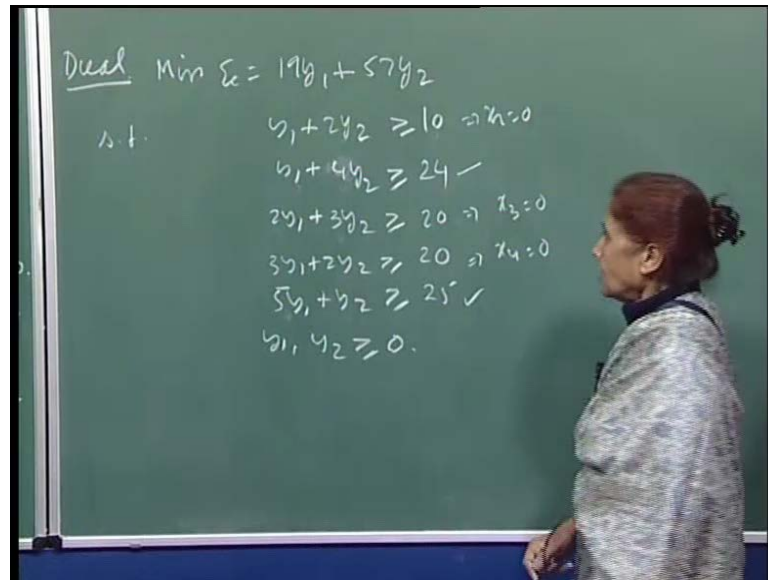 Dual Min ξ = 19y₁ + 57y₂
s.t. y₁ + 2y₂ ≥ 10 ⇒ x₁=0
y₁ + 4y₂ ≥ 24 ✓
2y₁ + 3y₂ ≥ 20 ⇒ x₃=0
3y₁ + 2y₂ ≥ 20 ⇒ x₄=0
5y₁ + y₂ ≥ 25 ✓
y₁, y₂ ≥ 0.